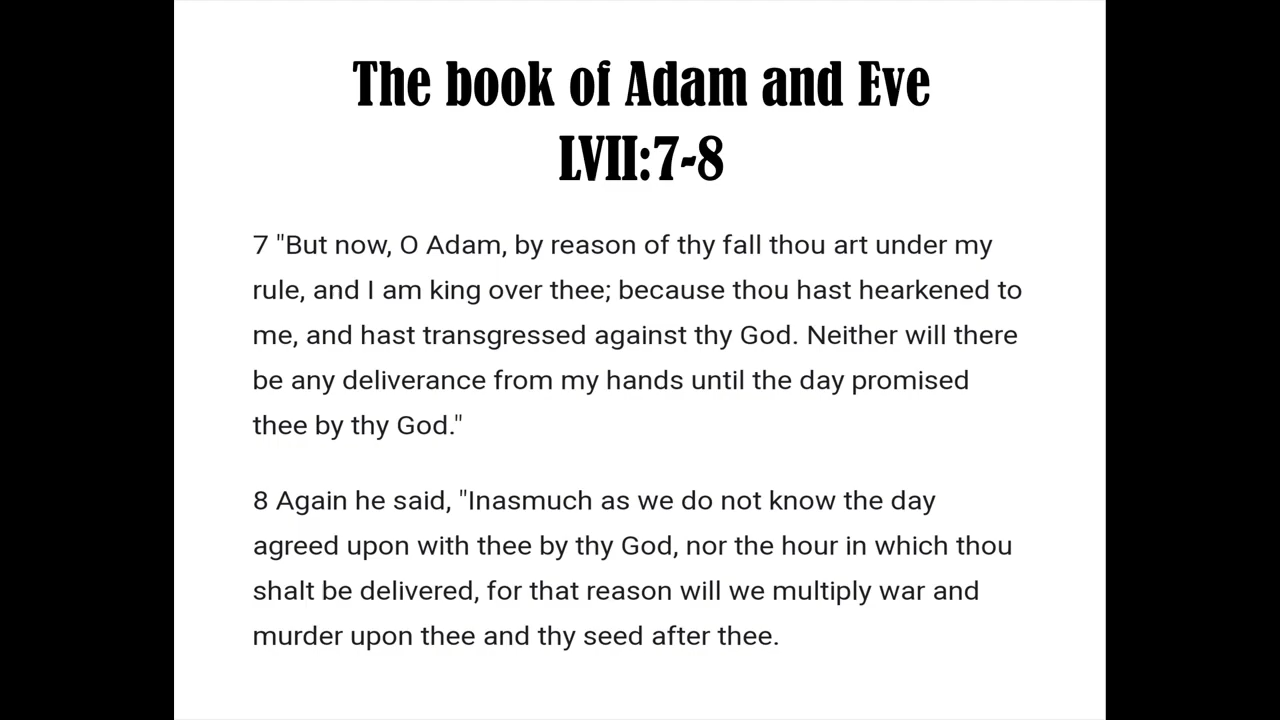 The book of Adam and Eve
LVII:7-8
7 "But now, O Adam, by reason of thy fall thou art under my
rule, and I am king over thee; because thou hast hearkened to
me, and hast transgressed against thy God. Neither will there
be any deliverance from my hands until the day promised
thee by thy God."
8 Again he said, "Inasmuch as we do not know the day
agreed upon with thee by thy God, nor the hour in which thou
shalt be delivered, for that reason will we multiply war and
murder upon thee and thy seed after thee.